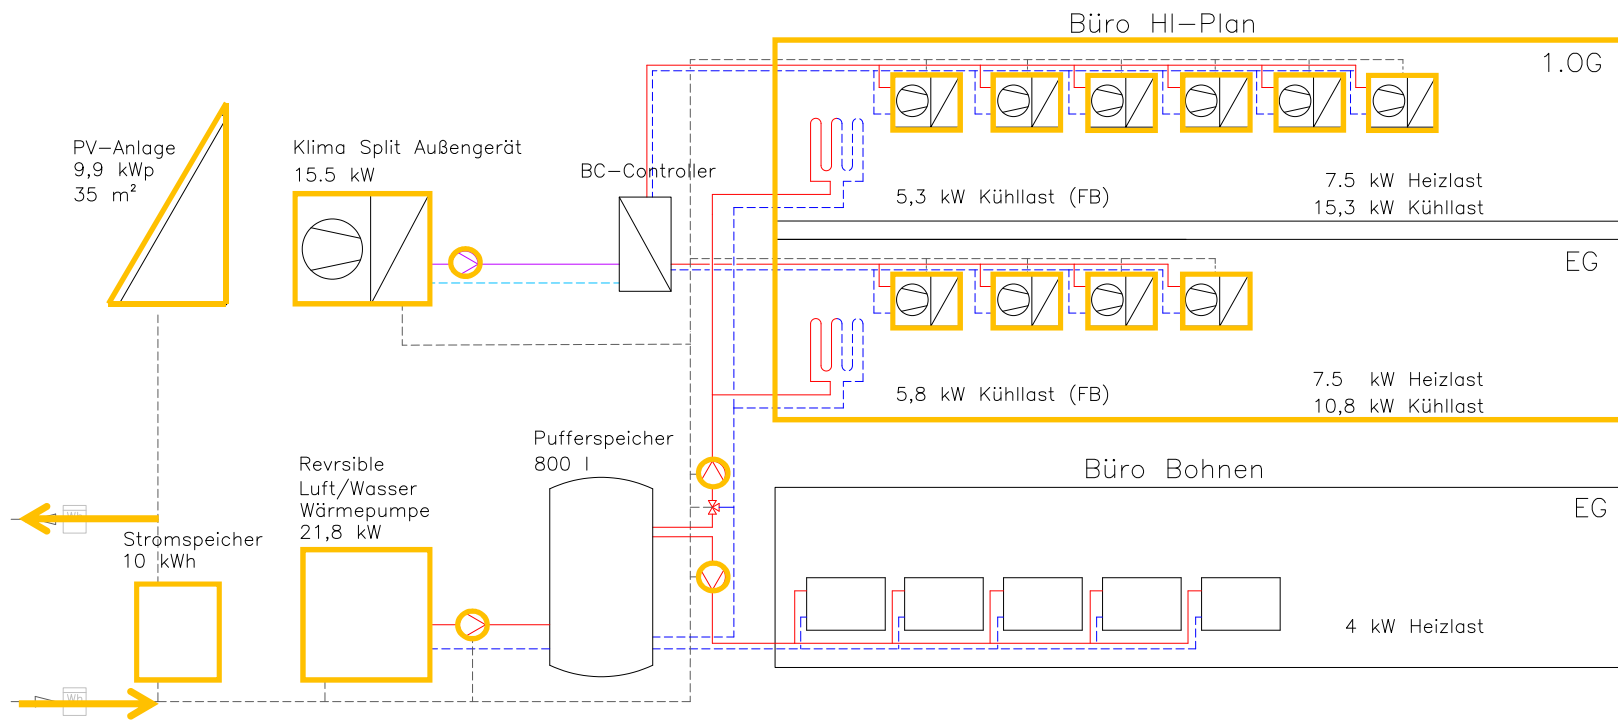 Büro HI-Plan
1.OG
PV-Anlage
9,9 kWp
35 m²
Klima Split Außengerät
15.5 kW
BC-Controller
5,3 kW Kühllast (FB)
7.5 kW Heizlast
15,3 kW Kühllast
EG
5,8 kW Kühllast (FB)
7.5 kW Heizlast
10,8 kW Kühllast
Pufferspeicher
800 l
Revrsible
Luft/Wasser
Wärmepumpe
21,8 kW
Büro Bohnen
EG
Wh
Stromspeicher
10 kWh
4 kW Heizlast
Wh